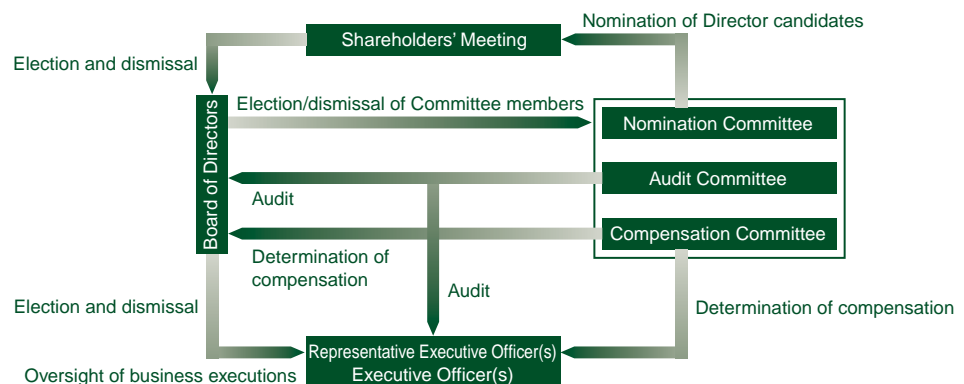 Nomination of Director candidates
Shareholders' Meeting
Election and dismissal
Election/dismissal of Committee members
Board of Directors
Nomination Committee
Audit Committee
Audit
Compensation Committee
Determination of
compensation
Audit
Election and dismissal
Determination of compensation
Representative Executive Officer(s)
Executive Officer(s)
Oversight of business executions